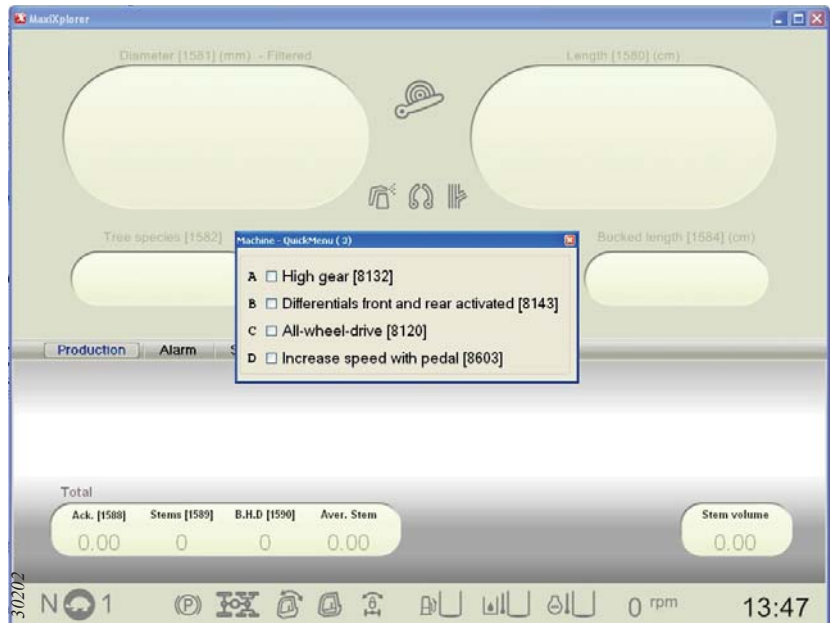 MaxiXplorer
Diameter [1581] (mm) - Filtered
Length [1580] (cm)
Tree species [1582]
Bucked length [1584] (cm)
Machine - QuickMenu ( 3)
A High gear [8132]
B Differentials front and rear activated [8143]
C All-wheel-drive [8120]
D Increase speed with pedal [8603]
Production Alarm S
Total
Ack. [1588] Stems [1589] B.H.D [1590] Aver. Stem
0.00 0 0 0.00
Stem volume
0.00
N 1 (P) 0 rpm 13:47
30202